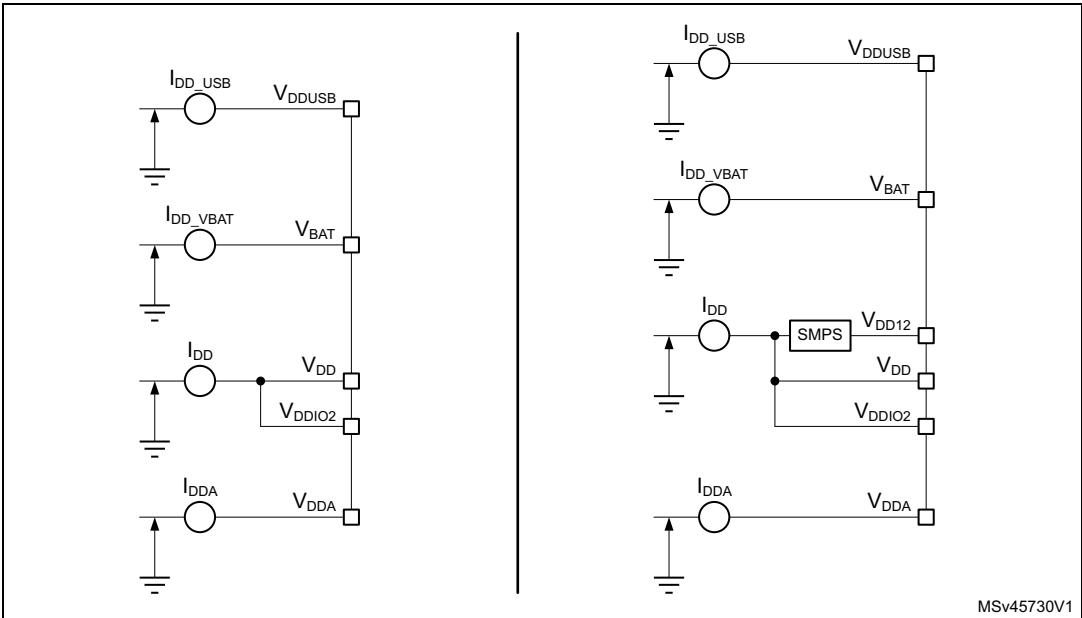 I_DD_USB
V_DDUSB
I_DD_VBAT
V_BAT
I_DD
V_DD
V_DDIO2
I_DDA
V_DDA
I_DD_USB
V_DDUSB
I_DD_VBAT
V_BAT
I_DD
SMPS
V_DD12
V_DD
V_DDIO2
I_DDA
V_DDA
MSv45730V1